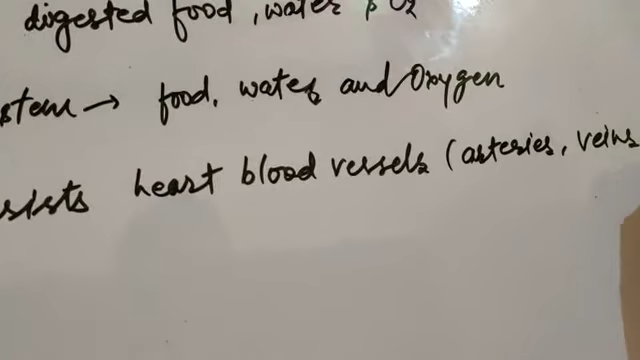 digested food, water & O2
stem → food, water and Oxygen
sists heart blood vessels (arteries, veins